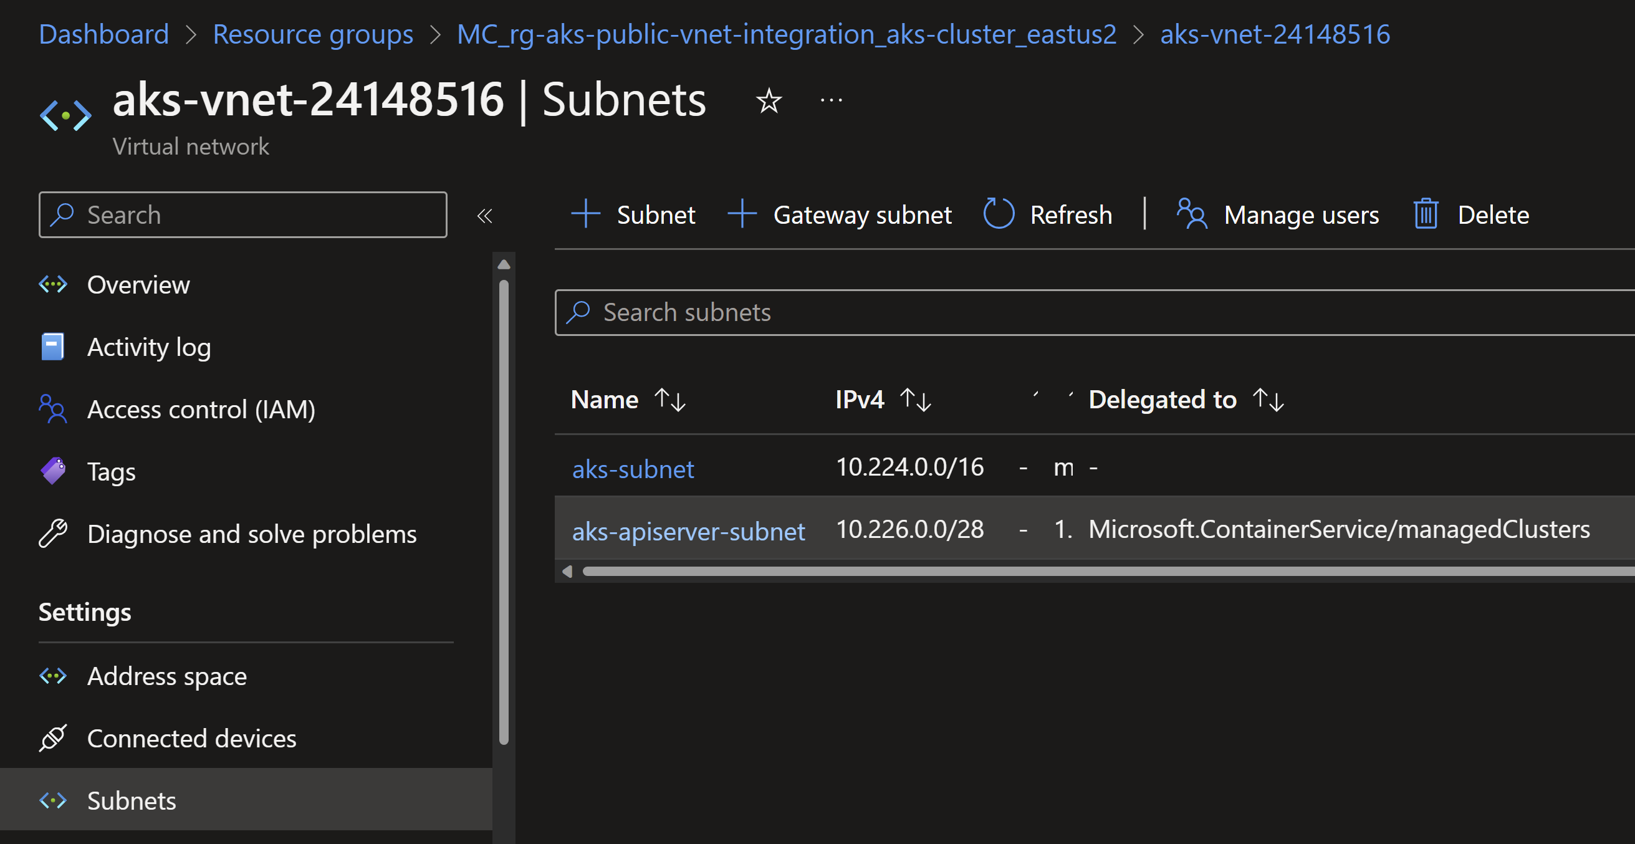 Dashboard > Resource groups > MC_rg-aks-public-vnet-integration_aks-cluster_eastus2 > aks-vnet-24148516
aks-vnet-24148516 | Subnets ☆ ...
Virtual network
Search «
Overview
Activity log
Access control (IAM)
Tags
Diagnose and solve problems
Settings
Address space
Connected devices
Subnets
+ Subnet + Gateway subnet Refresh | Manage users Delete
Search subnets
Name ↑↓ IPv4 ↑↓ Delegated to ↑↓
aks-subnet 10.224.0.0/16 - m -
aks-apiserver-subnet 10.226.0.0/28 - 1. Microsoft.ContainerService/managedClusters